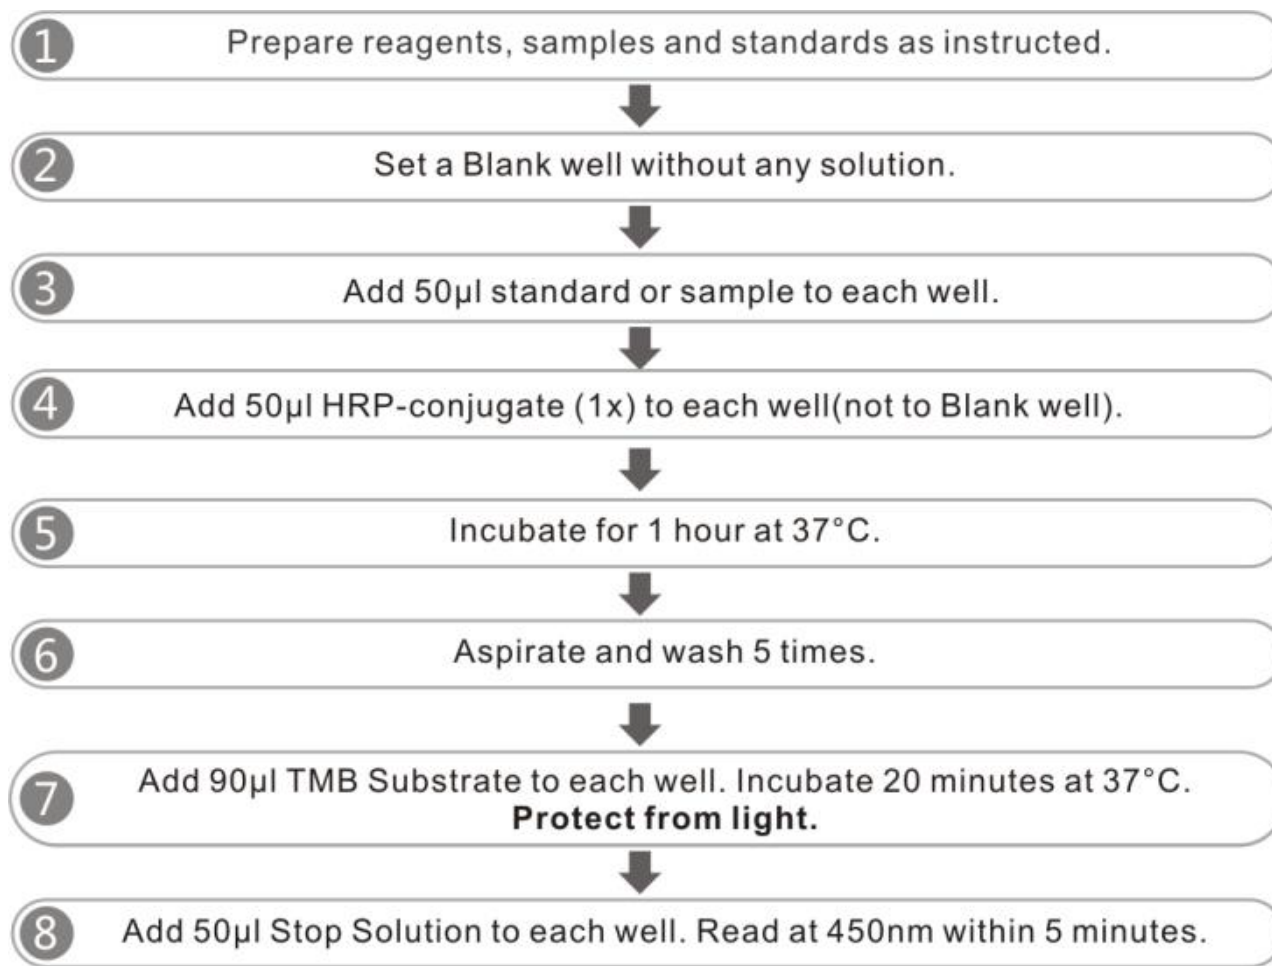 1 Prepare reagents, samples and standards as instructed.
2 Set a Blank well without any solution.
3 Add 50µl standard or sample to each well.
4 Add 50µl HRP-conjugate (1x) to each well(not to Blank well).
5 Incubate for 1 hour at 37°C.
6 Aspirate and wash 5 times.
7 Add 90µl TMB Substrate to each well. Incubate 20 minutes at 37°C.
Protect from light.
8 Add 50µl Stop Solution to each well. Read at 450nm within 5 minutes.